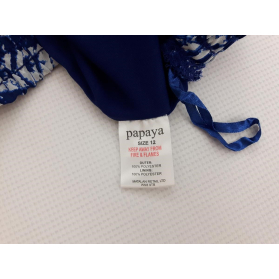 papaya
SIZE 12
KEEP AWAY FROM
FIRE & FLAMES
OUTER:
100% POLYESTER
LINING:
100% POLYESTER